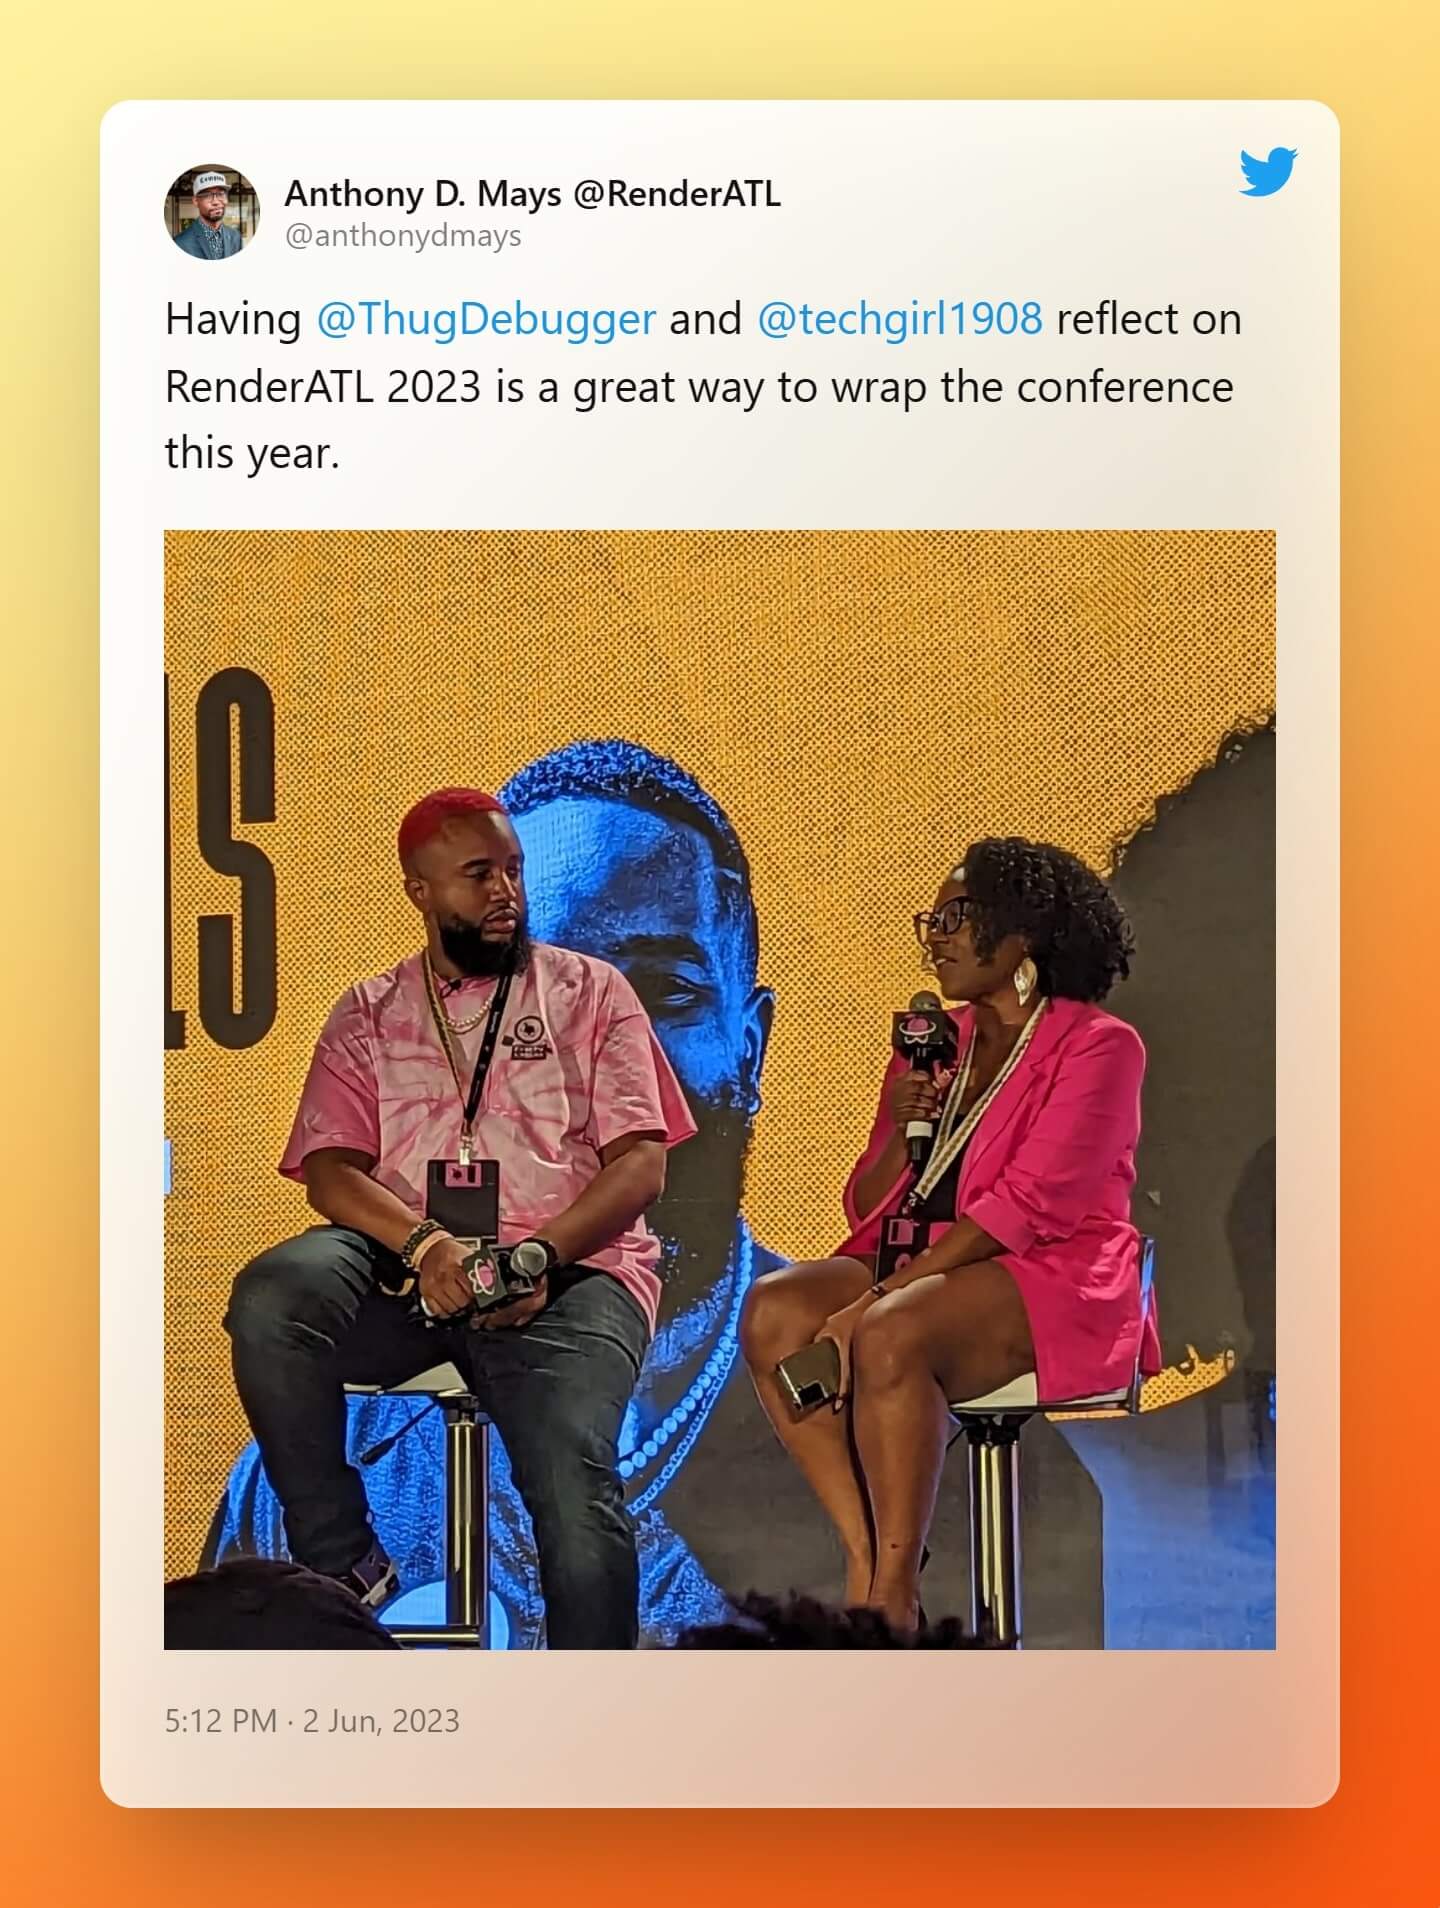 Anthony D. Mays @RenderATL
@anthonydmays
Having @ThugDebugger and @techgirl1908 reflect on
RenderATL 2023 is a great way to wrap the conference
this year.
S
5:12 PM · 2 Jun, 2023